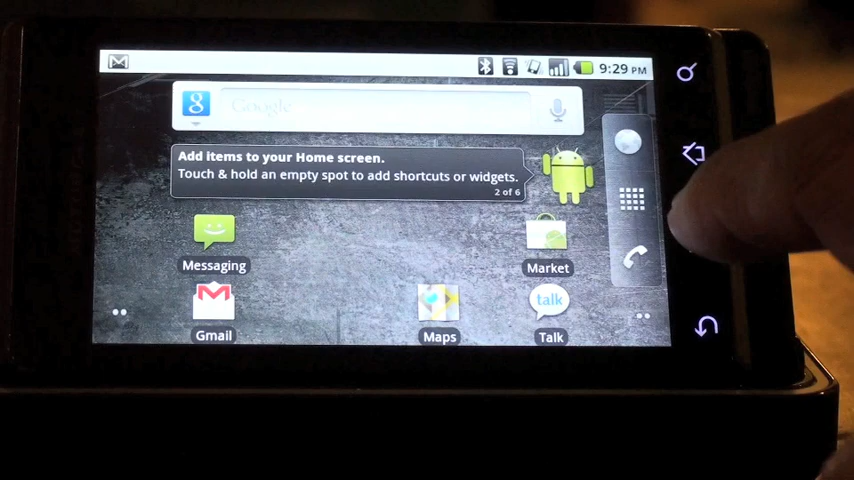 9:29 PM
g Google
Add items to your Home screen.
Touch & hold an empty spot to add shortcuts or widgets.
2 of 6
Messaging
Market
talk
Gmail
Maps
Talk